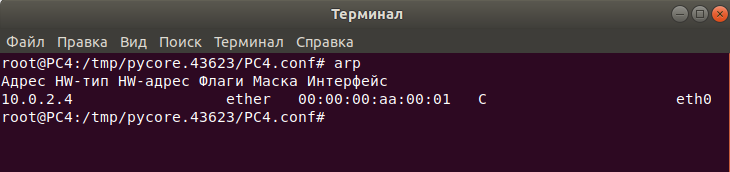 Терминал
Файл Правка Вид Поиск Терминал Справка
root@PC4:/tmp/pycore.43623/PC4.conf# arp
Адрес HW-тип HW-адрес Флаги Маска Интерфейс
10.0.2.4 ether 00:00:00:aa:00:01 C eth0
root@PC4:/tmp/pycore.43623/PC4.conf#